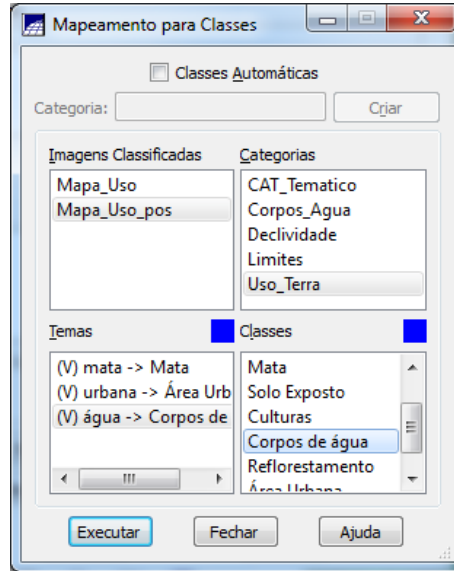 Mapeamento para Classes
Classes Automáticas
Categoria:
Criar
Imagens Classificadas
Mapa_Uso
Mapa_Uso_pos
Categorias
CAT_Tematico
Corpos_Agua
Declividade
Limites
Uso_Terra
Temas
(V) mata -> Mata
(V) urbana -> Área Urb
(V) água -> Corpos de
Classes
Mata
Solo Exposto
Culturas
Corpos de água
Reflorestamento
Área Urbana
Executar
Fechar
Ajuda